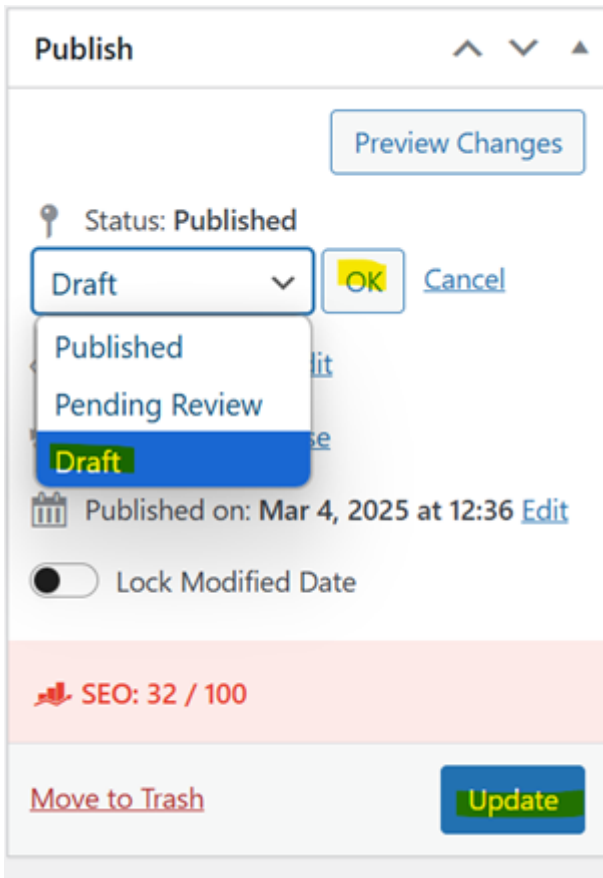 Publish
Preview Changes
Status: Published
Draft OK Cancel
Published
Pending Review
Draft
Published on: Mar 4, 2025 at 12:36 Edit
Lock Modified Date
SEO: 32 / 100
Move to Trash Update